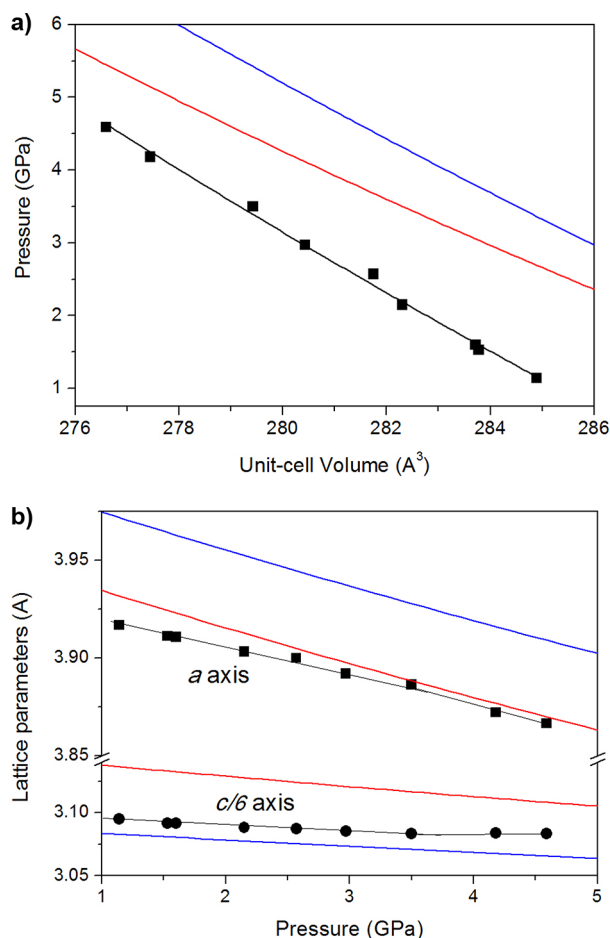 a)
6
5
4
3
2
1
Pressure (GPa)
276 278 280 282 284 286
Unit-cell Volume (A³)
b)
3.95
3.90
3.85
3.10
3.05
Lattice parameters (A)
a axis
c/6 axis
1 2 3 4 5
Pressure (GPa)